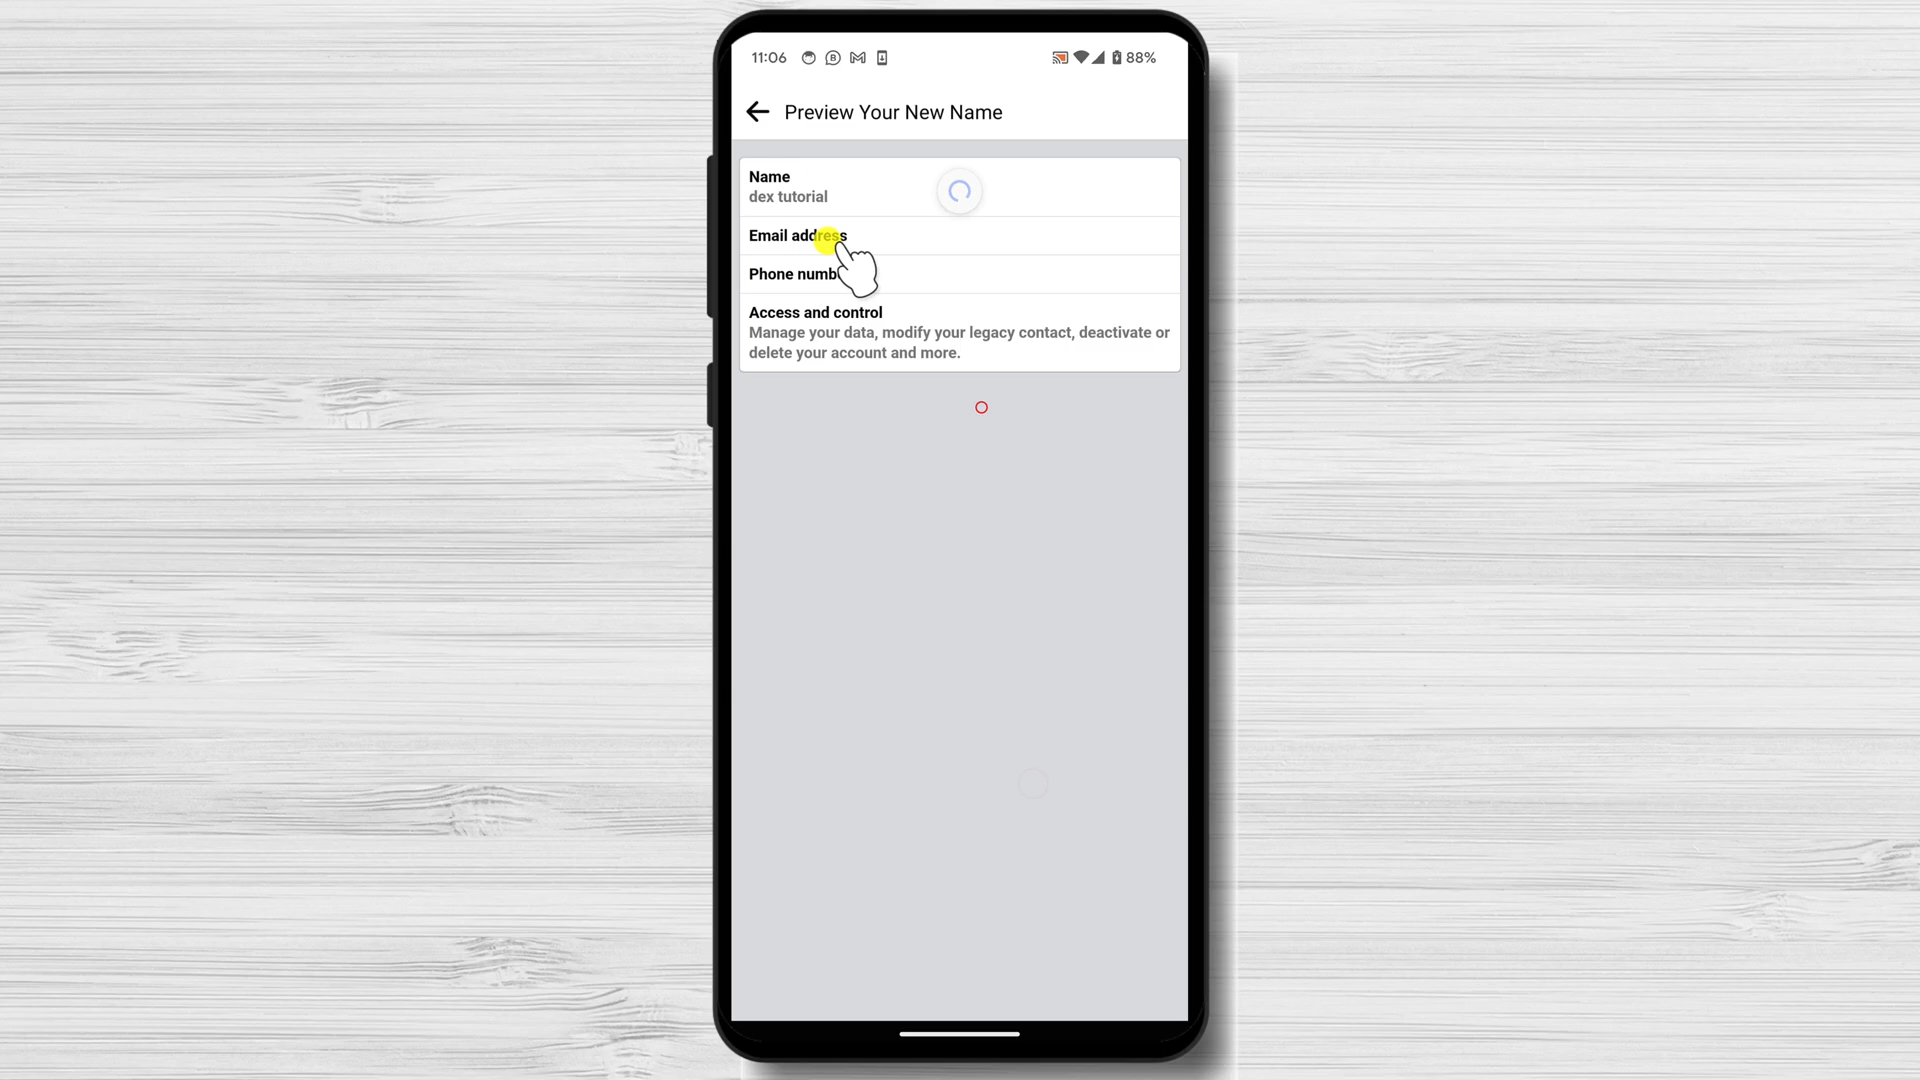 11:06 88%
Preview Your New Name
Name
dex tutorial
Email address
Phone numb
Access and control
Manage your data, modify your legacy contact, deactivate or
delete your account and more.